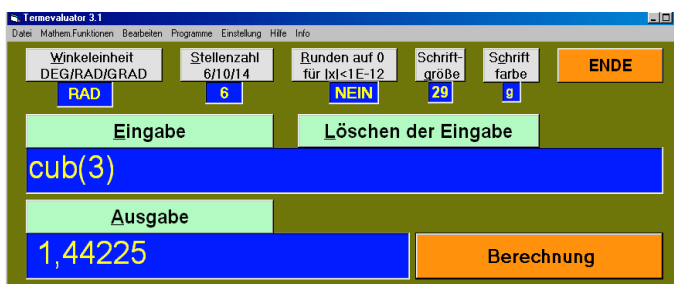 Termevaluator 3.1
Datei Mathem.Funktionen Bearbeiten Programme Einstellung Hilfe Info
Winkeleinheit
DEG/RAD/GRAD
RAD
Stellenzahl
6/10/14
6
Runden auf 0
für |x|<1E-12
NEIN
Schrift-
größe
29
Schrift
farbe
g
ENDE
Eingabe
Löschen der Eingabe
cub(3)
Ausgabe
1,44225
Berechnung